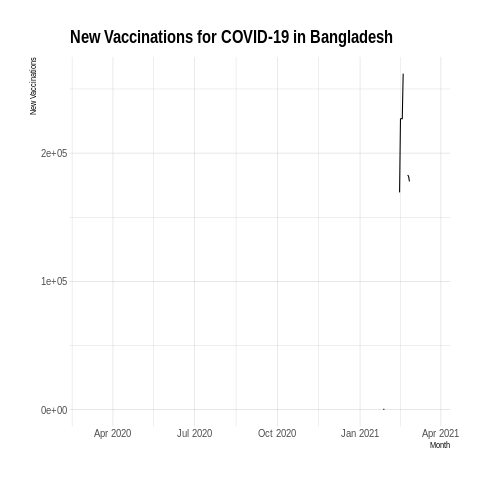 New Vaccinations for COVID-19 in Bangladesh
New Vaccinations
2e+05
1e+05
0e+00
Apr 2020 Jul 2020 Oct 2020 Jan 2021 Apr 2021
Month